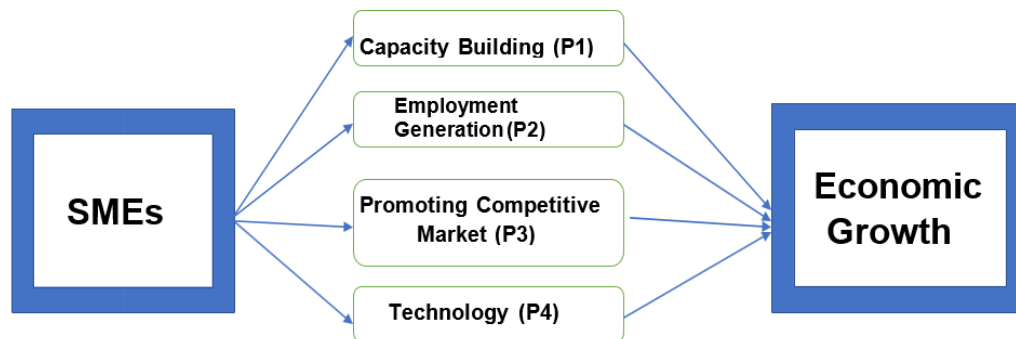 SMEs
Capacity Building (P1)
Employment
Generation (P2)
Promoting Competitive
Market (P3)
Technology (P4)
Economic
Growth